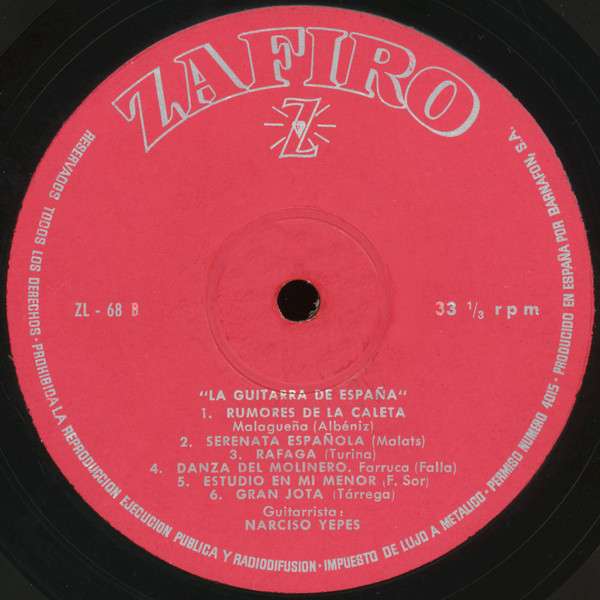 ZAFIRO
Z
ZL - 68 B
33 1/3 rpm
"LA GUITARRA DE ESPAÑA"
1. RUMORES DE LA CALETA
Malagueña (Albéniz)
2. SERENATA ESPAÑOLA (Malats)
3. RAFAGA (Turina)
4. DANZA DEL MOLINERO. Farruca (Falla)
5. ESTUDIO EN MI MENOR (F. Sor)
6. GRAN JOTA (Tárrega)
Guitarrista:
NARCISO YEPES
RESERVADOS TODOS LOS DERECHOS · PROHIBIDA LA REPRODUCCION EJECUCION PUBLICA Y RADIODIFUSION · IMPUESTO DE LUJO A METALICO · PERMISO NUMERO 4015 · PRODUCIDO EN ESPAÑA POR BARNAFON, S.A.